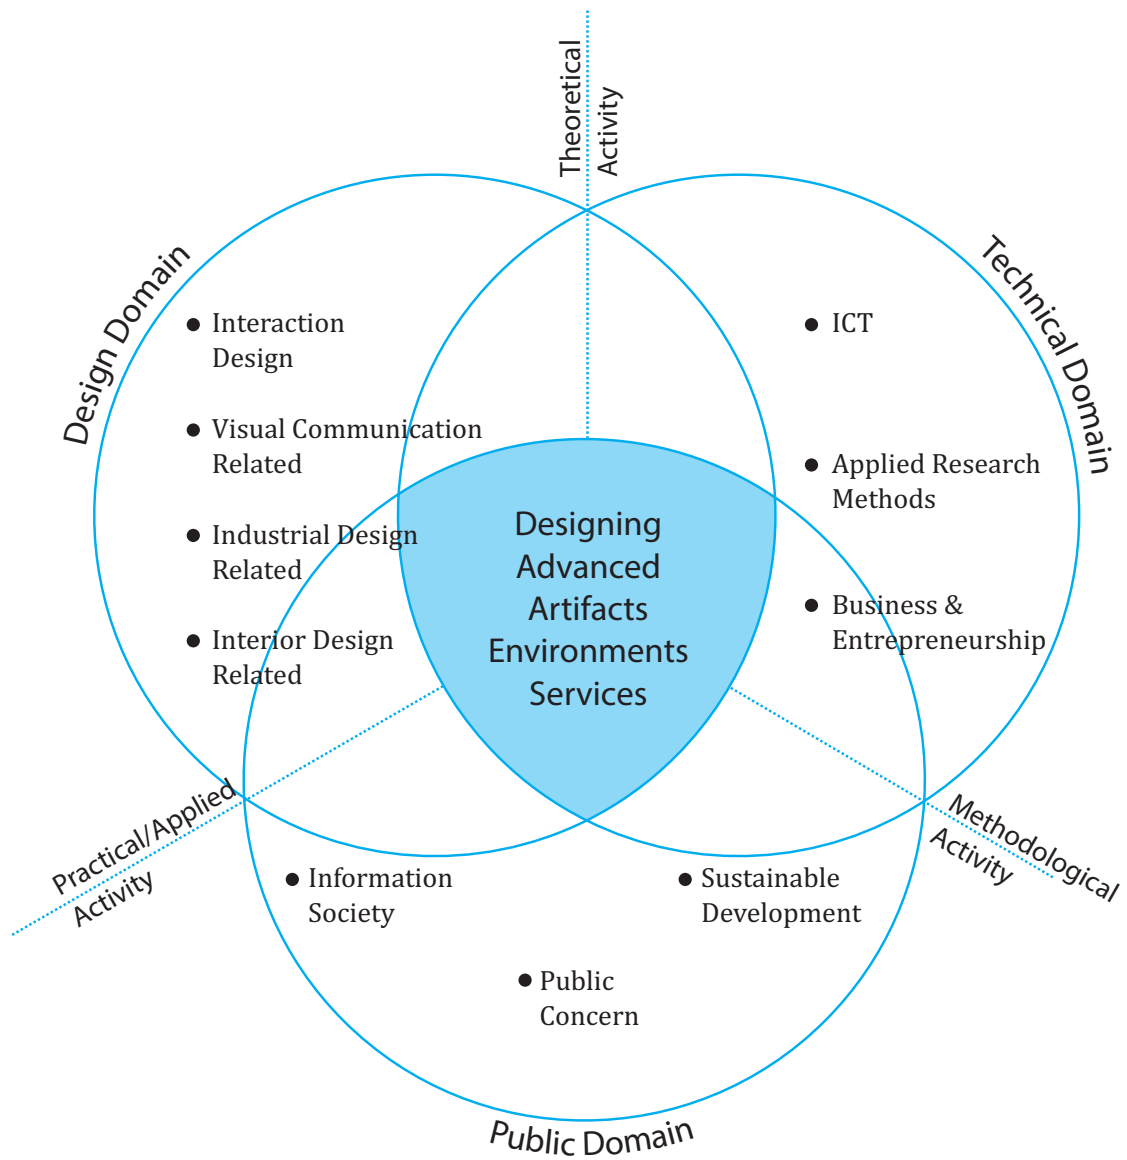 Theoretical
Activity
Design Domain
Technical Domain
Interaction
Design
Visual Communication
Related
Industrial Design
Related
Interior Design
Related
ICT
Applied Research
Methods
Business &
Entrepreneurship
Designing
Advanced
Artifacts
Environments
Services
Practical/Applied
Activity
Methodological
Activity
Information
Society
Sustainable
Development
Public
Concern
Public Domain